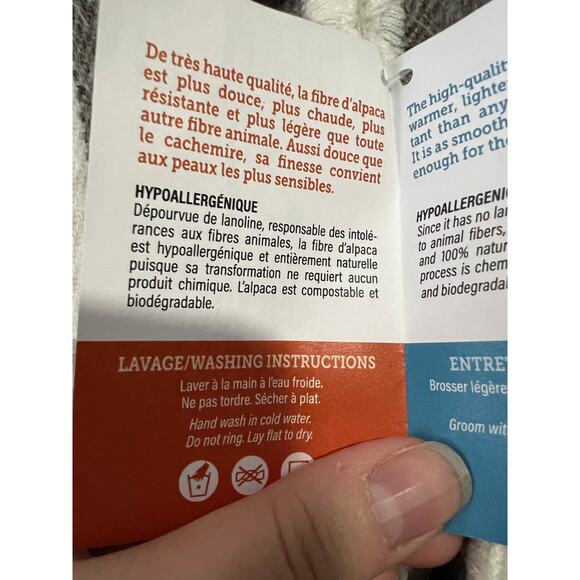 De très haute qualité, la fibre d'alpaca
est plus douce, plus chaude, plus
résistante et plus légère que toute
autre fibre animale. Aussi douce que
le cachemire, sa finesse convient
aux peaux les plus sensibles.
HYPOALLERGÉNIQUE
Dépourvue de lanoline, responsable des intolé-
rances aux fibres animales, la fibre d'alpaca
est hypoallergénique et entièrement naturelle
puisque sa transformation ne requiert aucun
produit chimique. L'alpaca est compostable et
biodégradable.
LAVAGE/WASHING INSTRUCTIONS
Laver à la main à l'eau froide.
Ne pas tordre. Sécher à plat.
Hand wash in cold water.
Do not ring. Lay flat to dry.
The high-qualit
warmer, lighte
tant than any
It is as smooth
enough for the
HYPOALLERGENI
Since it has no la
to animal fibers,
and 100% natur
process is chem
and biodegrada
ENTRE
Brosser légère
Groom wit